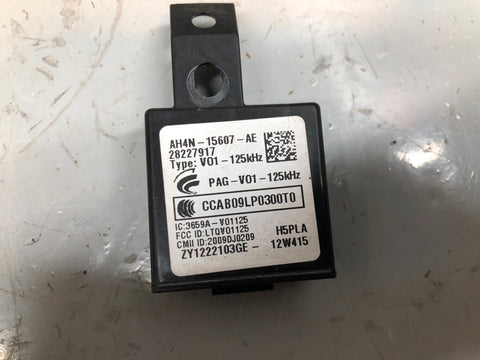 AH4N-15607-AE
28227917
Type: V01-125kHz
PAG-V01-125kHz
CCAB09LP0300T0
IC:3659A-V01125
FCC ID:LTQV01125
H5PLA
CMII ID:2009DJ0209
ZY1222103GE- 12W415